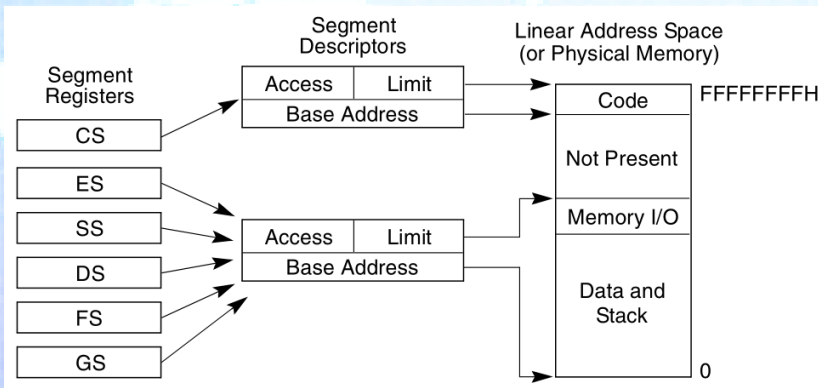 Segment
Registers
CS
ES
SS
DS
FS
GS
Segment
Descriptors
Access Limit
Base Address
Access Limit
Base Address
Linear Address Space
(or Physical Memory)
Code
FFFFFFFFH
Not Present
Memory I/O
Data and
Stack
0